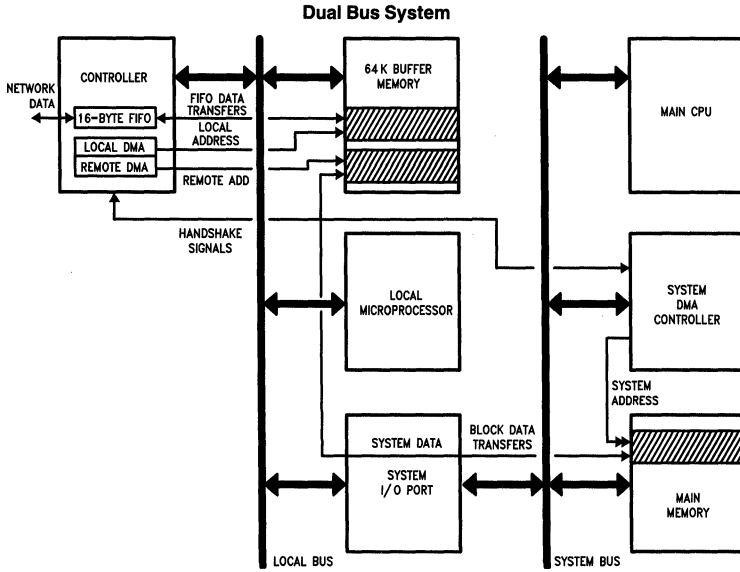 Dual Bus System
CONTROLLER
NETWORK
DATA
16-BYTE FIFO
LOCAL DMA
REMOTE DMA
FIFO DATA
TRANSFERS
LOCAL
ADDRESS
REMOTE ADD
HANDSHAKE
SIGNALS
64K BUFFER
MEMORY
MAIN CPU
LOCAL
MICROPROCESSOR
SYSTEM
DMA
CONTROLLER
SYSTEM
ADDRESS
SYSTEM DATA
BLOCK DATA
TRANSFERS
SYSTEM
I/O PORT
MAIN
MEMORY
LOCAL BUS
SYSTEM BUS